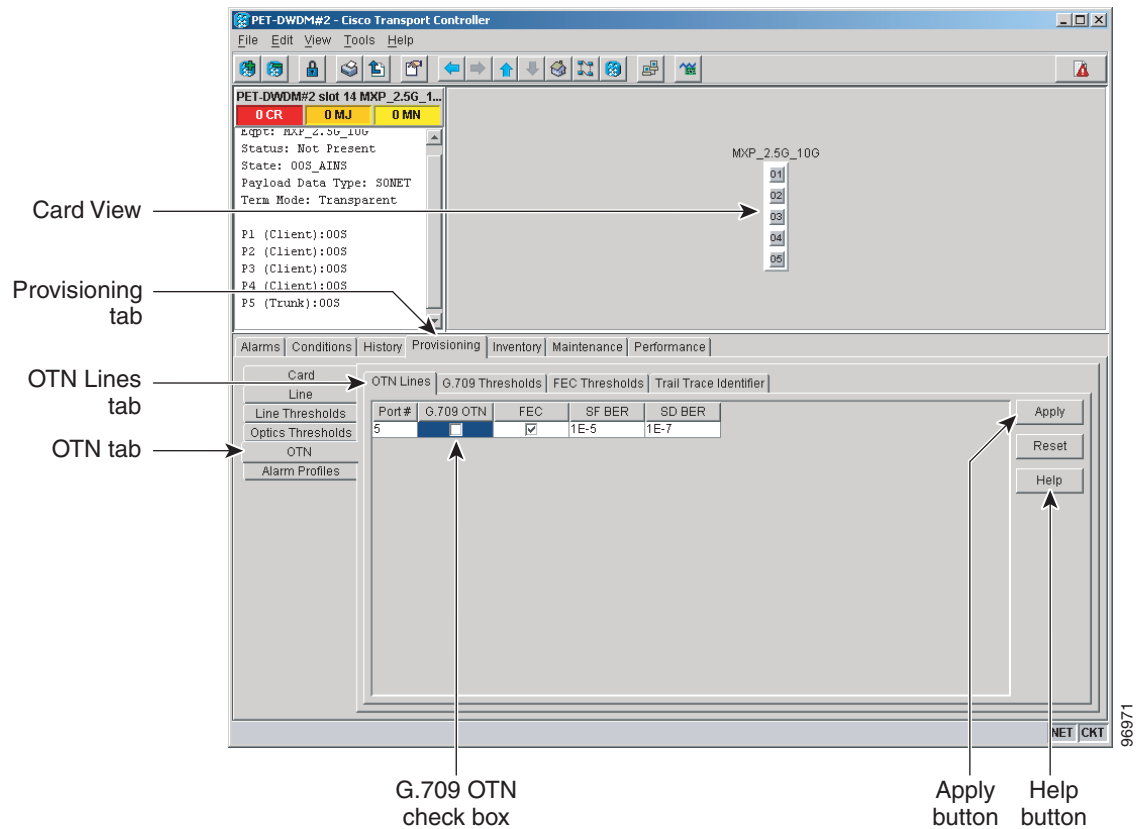 PET-DWDM#2 - Cisco Transport Controller
File Edit View Tools Help
PET-DWDM#2 slot 14 MXP_2.5G_1...
0 CR 0 MJ 0 MN
Eqpt: MXP_2.5G_10G
Status: Not Present
State: OOS_AINS
Payload Data Type: SONET
Term Mode: Transparent
P1 (Client):OOS
P2 (Client):OOS
P3 (Client):OOS
P4 (Client):OOS
P5 (Trunk):OOS
MXP_2.5G_10G
01
02
03
04
05
Card View
Provisioning
tab
OTN Lines
tab
OTN tab
Alarms Conditions History Provisioning Inventory Maintenance Performance
Card
Line
Line Thresholds
Optics Thresholds
OTN
Alarm Profiles
OTN Lines G.709 Thresholds FEC Thresholds Trail Trace Identifier
Port # G.709 OTN FEC SF BER SD BER
5 1E-5 1E-7
Apply
Reset
Help
NET CKT
96971
G.709 OTN
check box
Apply
button
Help
button